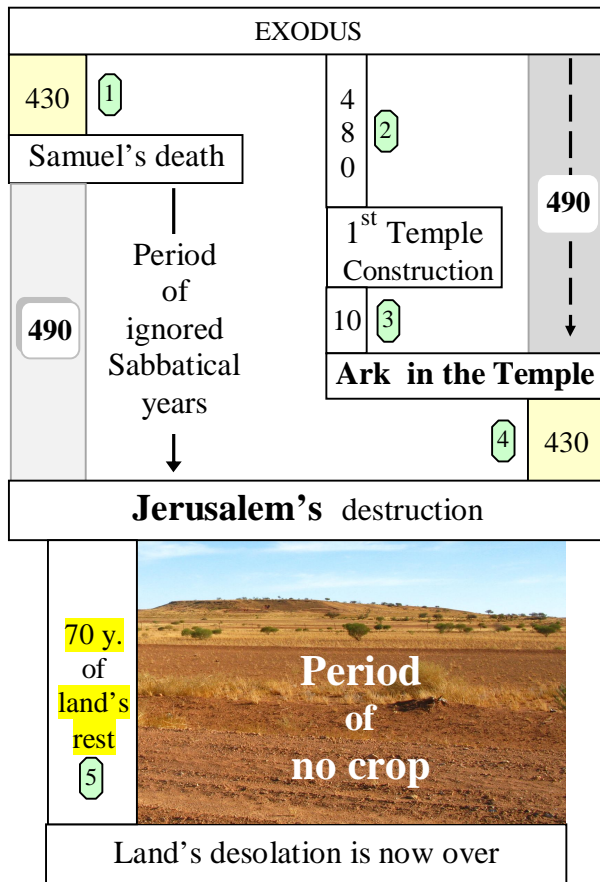 EXODUS
430
1
Samuel's death
490
Period
of
ignored
Sabbatical
years
4
8
0
2
1st Temple
Construction
10
3
490
Ark in the Temple
4
430
Jerusalem's destruction
70 y.
of
land's
rest
5
Period
of
no crop
Land's desolation is now over